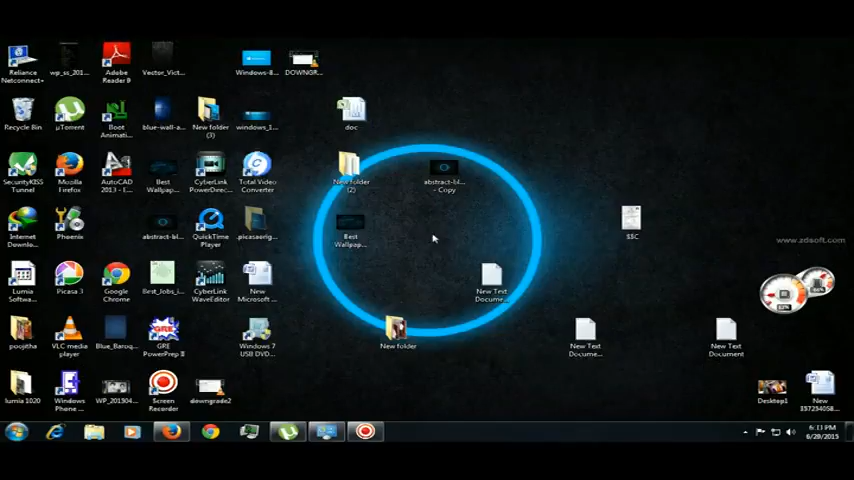 Reliance
Netconnect+
wp_ss_201...
Adobe
Reader 9
Vector_Vict...
Windows-8...
DOWNGR...
Recycle Bin
µTorrent
Boot
Animati...
blue-wall-a...
New folder
(3)
windows_1...
doc
SecurityKISS
Tunnel
Mozilla
Firefox
AutoCAD
2013 - E...
Best
Wallpap...
CyberLink
PowerDirec...
Total Video
Converter
New folder
(2)
abstract-bl...
- Copy
Internet
Downlo...
Phoenix
abstract-bl...
QuickTime
Player
.picasaorig...
Best
Wallpap...
SSC
www.zdsoft.com
Lumia
Softwa...
Picasa 3
Google
Chrome
Best_Jobs_i...
CyberLink
WaveEditor
New
Microsoft ...
New Text
Docume...
poojitha
VLC media
player
Blue_Baroq...
GRE
GRE
PowerPrep II
Windows 7
USB DVD...
New folder
New Text
Docume...
New Text
Document
lumia 1020
Windows
Phone ...
WP_201304...
Screen
Recorder
downgrade2
Desktop1
New
6:33 PM
6/29/2015